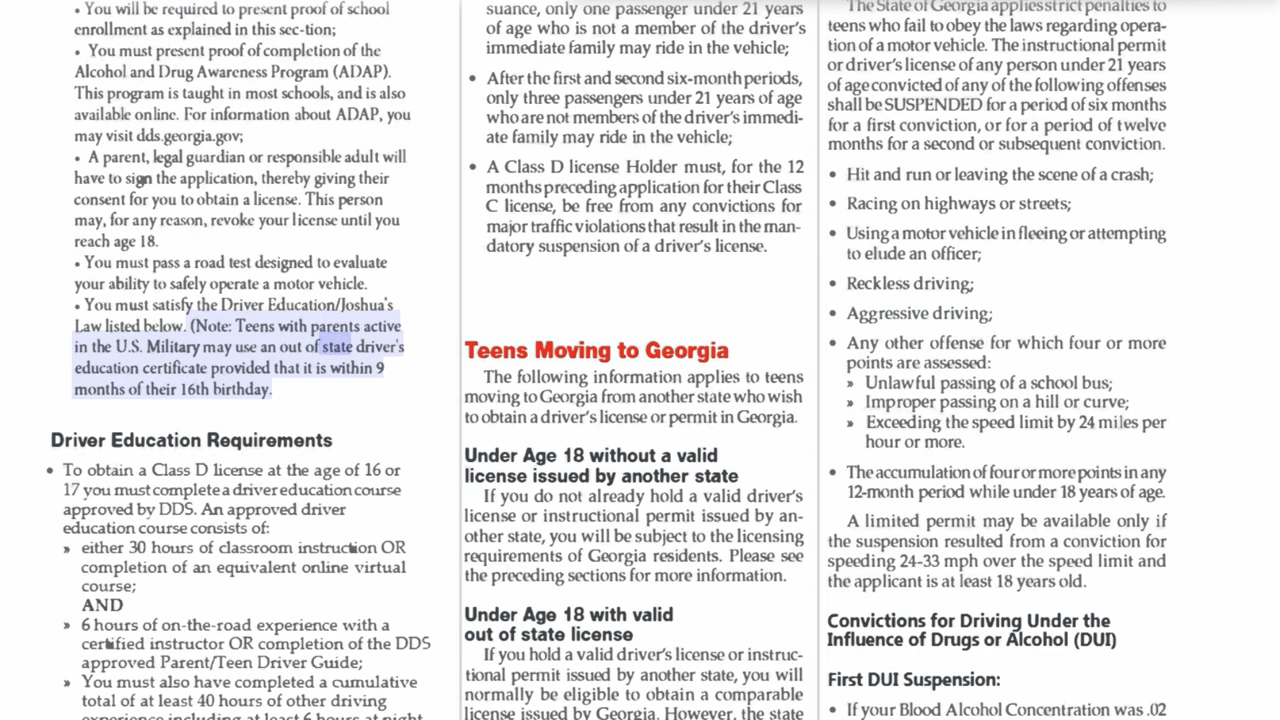 • You will be required to present proof of school
enrollment as explained in this sec-tion;
• You must present proof of completion of the
Alcohol and Drug Awareness Program (ADAP).
This program is taught in most schools, and is also
available online. For information about ADAP, you
may visit dds.georgia.gov;
• A parent, legal guardian or responsible adult will
have to sign the application, thereby giving their
consent for you to obtain a license. This person
may, for any reason, revoke your license until you
reach age 18.
• You must pass a road test designed to evaluate
your ability to safely operate a motor vehicle.
• You must satisfy the Driver Education/Joshua's
Law listed below. (Note: Teens with parents active
in the U.S. Military may use an out of state driver's
education certificate provided that it is within 9
months of their 16th birthday.
Driver Education Requirements
• To obtain a Class D license at the age of 16 or
17 you must complete a driver education course
approved by DDS. An approved driver
education course consists of:
» either 30 hours of classroom instruction OR
completion of an equivalent online virtual
course;
AND
» 6 hours of on-the-road experience with a
certified instructor OR completion of the DDS
approved Parent/Teen Driver Guide;
» You must also have completed a cumulative
total of at least 40 hours of other driving
experience including at least 6 hours at night
suance, only one passenger under 21 years
of age who is not a member of the driver's
immediate family may ride in the vehicle;
• After the first and second six-month periods,
only three passengers under 21 years of age
who are not members of the driver's immedi-
ate family may ride in the vehicle;
• A Class D license Holder must, for the 12
months preceding application for their Class
C license, be free from any convictions for
major traffic violations that result in the man-
datory suspension of a driver's license.
Teens Moving to Georgia
The following information applies to teens
moving to Georgia from another state who wish
to obtain a driver's license or permit in Georgia.
Under Age 18 without a valid
license issued by another state
If you do not already hold a valid driver's
license or instructional permit issued by an-
other state, you will be subject to the licensing
requirements of Georgia residents. Please see
the preceding sections for more information.
Under Age 18 with valid
out of state license
If you hold a valid driver's license or instruc-
tional permit issued by another state, you will
normally be eligible to obtain a comparable
license issued by Georgia. However, the state
The State of Georgia applies strict penalties to
teens who fail to obey the laws regarding opera-
tion of a motor vehicle. The instructional permit
or driver's license of any person under 21 years
of age convicted of any of the following offenses
shall be SUSPENDED for a period of six months
for a first conviction, or for a period of twelve
months for a second or subsequent conviction.
• Hit and run or leaving the scene of a crash;
• Racing on highways or streets;
• Using a motor vehicle in fleeing or attempting
to elude an officer;
• Reckless driving;
• Aggressive driving;
• Any other offense for which four or more
points are assessed:
» Unlawful passing of a school bus;
» Improper passing on a hill or curve;
» Exceeding the speed limit by 24 miles per
hour or more.
• The accumulation of four or more points in any
12-month period while under 18 years of age.
A limited permit may be available only if
the suspension resulted from a conviction for
speeding 24-33 mph over the speed limit and
the applicant is at least 18 years old.
Convictions for Driving Under the
Influence of Drugs or Alcohol (DUI)
First DUI Suspension:
• If your Blood Alcohol Concentration was .02